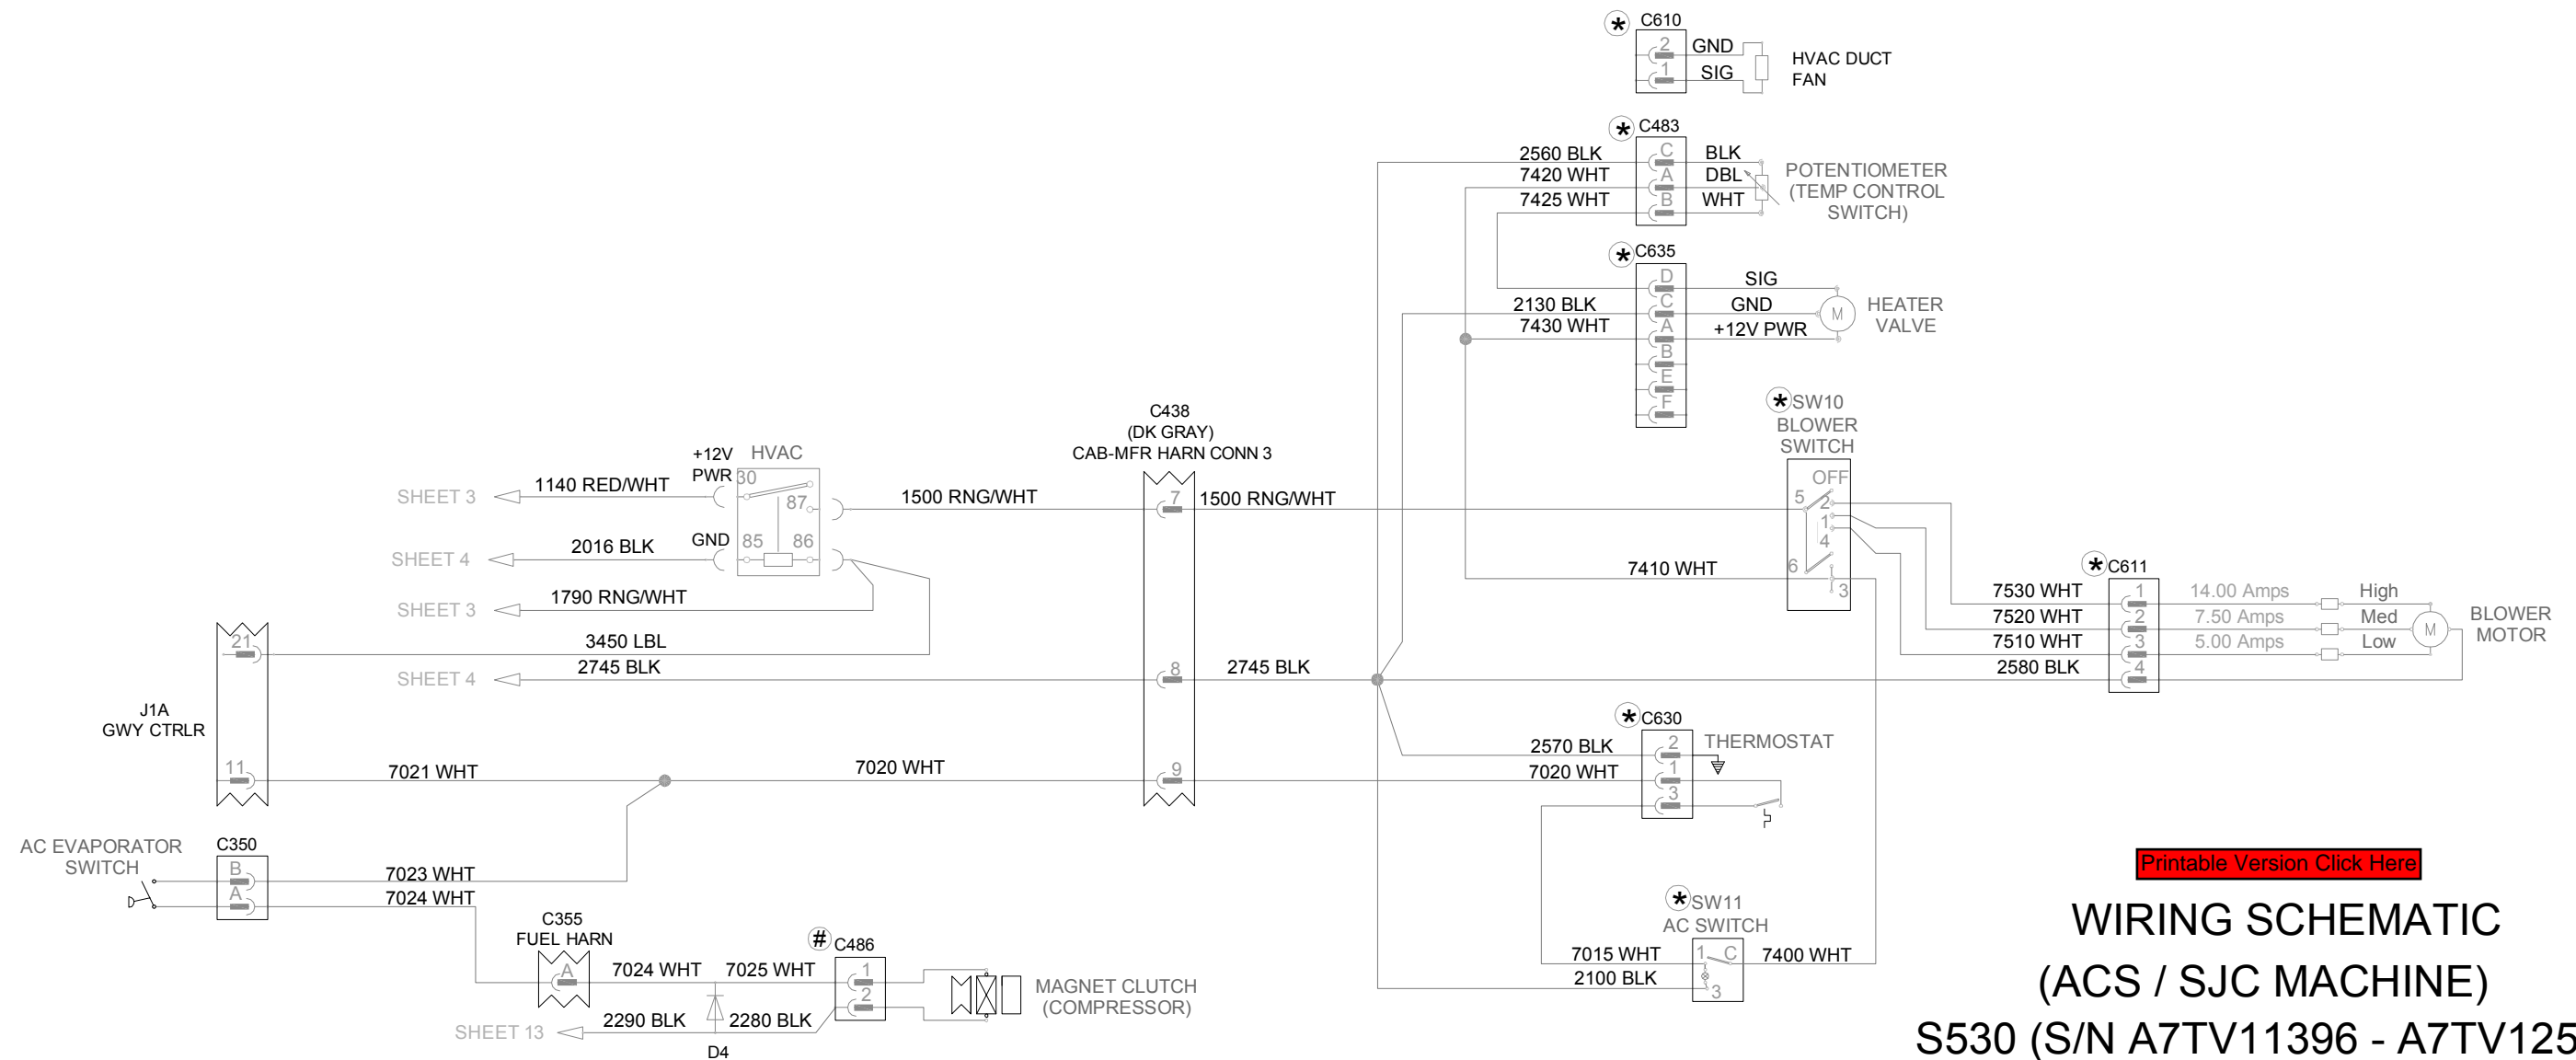 * C610
2 GND
1 SIG
HVAC DUCT
FAN
* C483
2560 BLK C BLK
7420 WHT A DBL
7425 WHT B WHT
POTENTIOMETER
(TEMP CONTROL
SWITCH)
* C635
D SIG
2130 BLK C GND
7430 WHT A +12V PWR
B
E
F
M
HEATER
VALVE
C438
(DK GRAY)
CAB-MFR HARN CONN 3
* SW10
BLOWER
SWITCH
OFF
5 2
1
4
6
3
+12V HVAC
PWR 30
87
SHEET 3 1140 RED/WHT
1500 RNG/WHT 7 1500 RNG/WHT
GND 85 86
SHEET 4 2016 BLK
7410 WHT
SHEET 3 1790 RNG/WHT
* C611
7530 WHT 1 14.00 Amps High
7520 WHT 2 7.50 Amps Med
7510 WHT 3 5.00 Amps Low
2580 BLK 4
M
BLOWER
MOTOR
21 3450 LBL
SHEET 4 2745 BLK 8 2745 BLK
J1A
GWY CTRLR
* C630
THERMOSTAT
2570 BLK 2
11 7021 WHT 7020 WHT 9 7020 WHT 1
3
AC EVAPORATOR
SWITCH
C350
B 7023 WHT
A 7024 WHT
Printable Version Click Here
* SW11
AC SWITCH
7015 WHT 1 C 7400 WHT
2100 BLK 3
C355
FUEL HARN
# C486
A 7024 WHT 7025 WHT 1
2
MAGNET CLUTCH
(COMPRESSOR)
SHEET 13 2290 BLK 2280 BLK
D4
WIRING SCHEMATIC
(ACS / SJC MACHINE)
S530 (S/N A7TV11396 - A7TV125